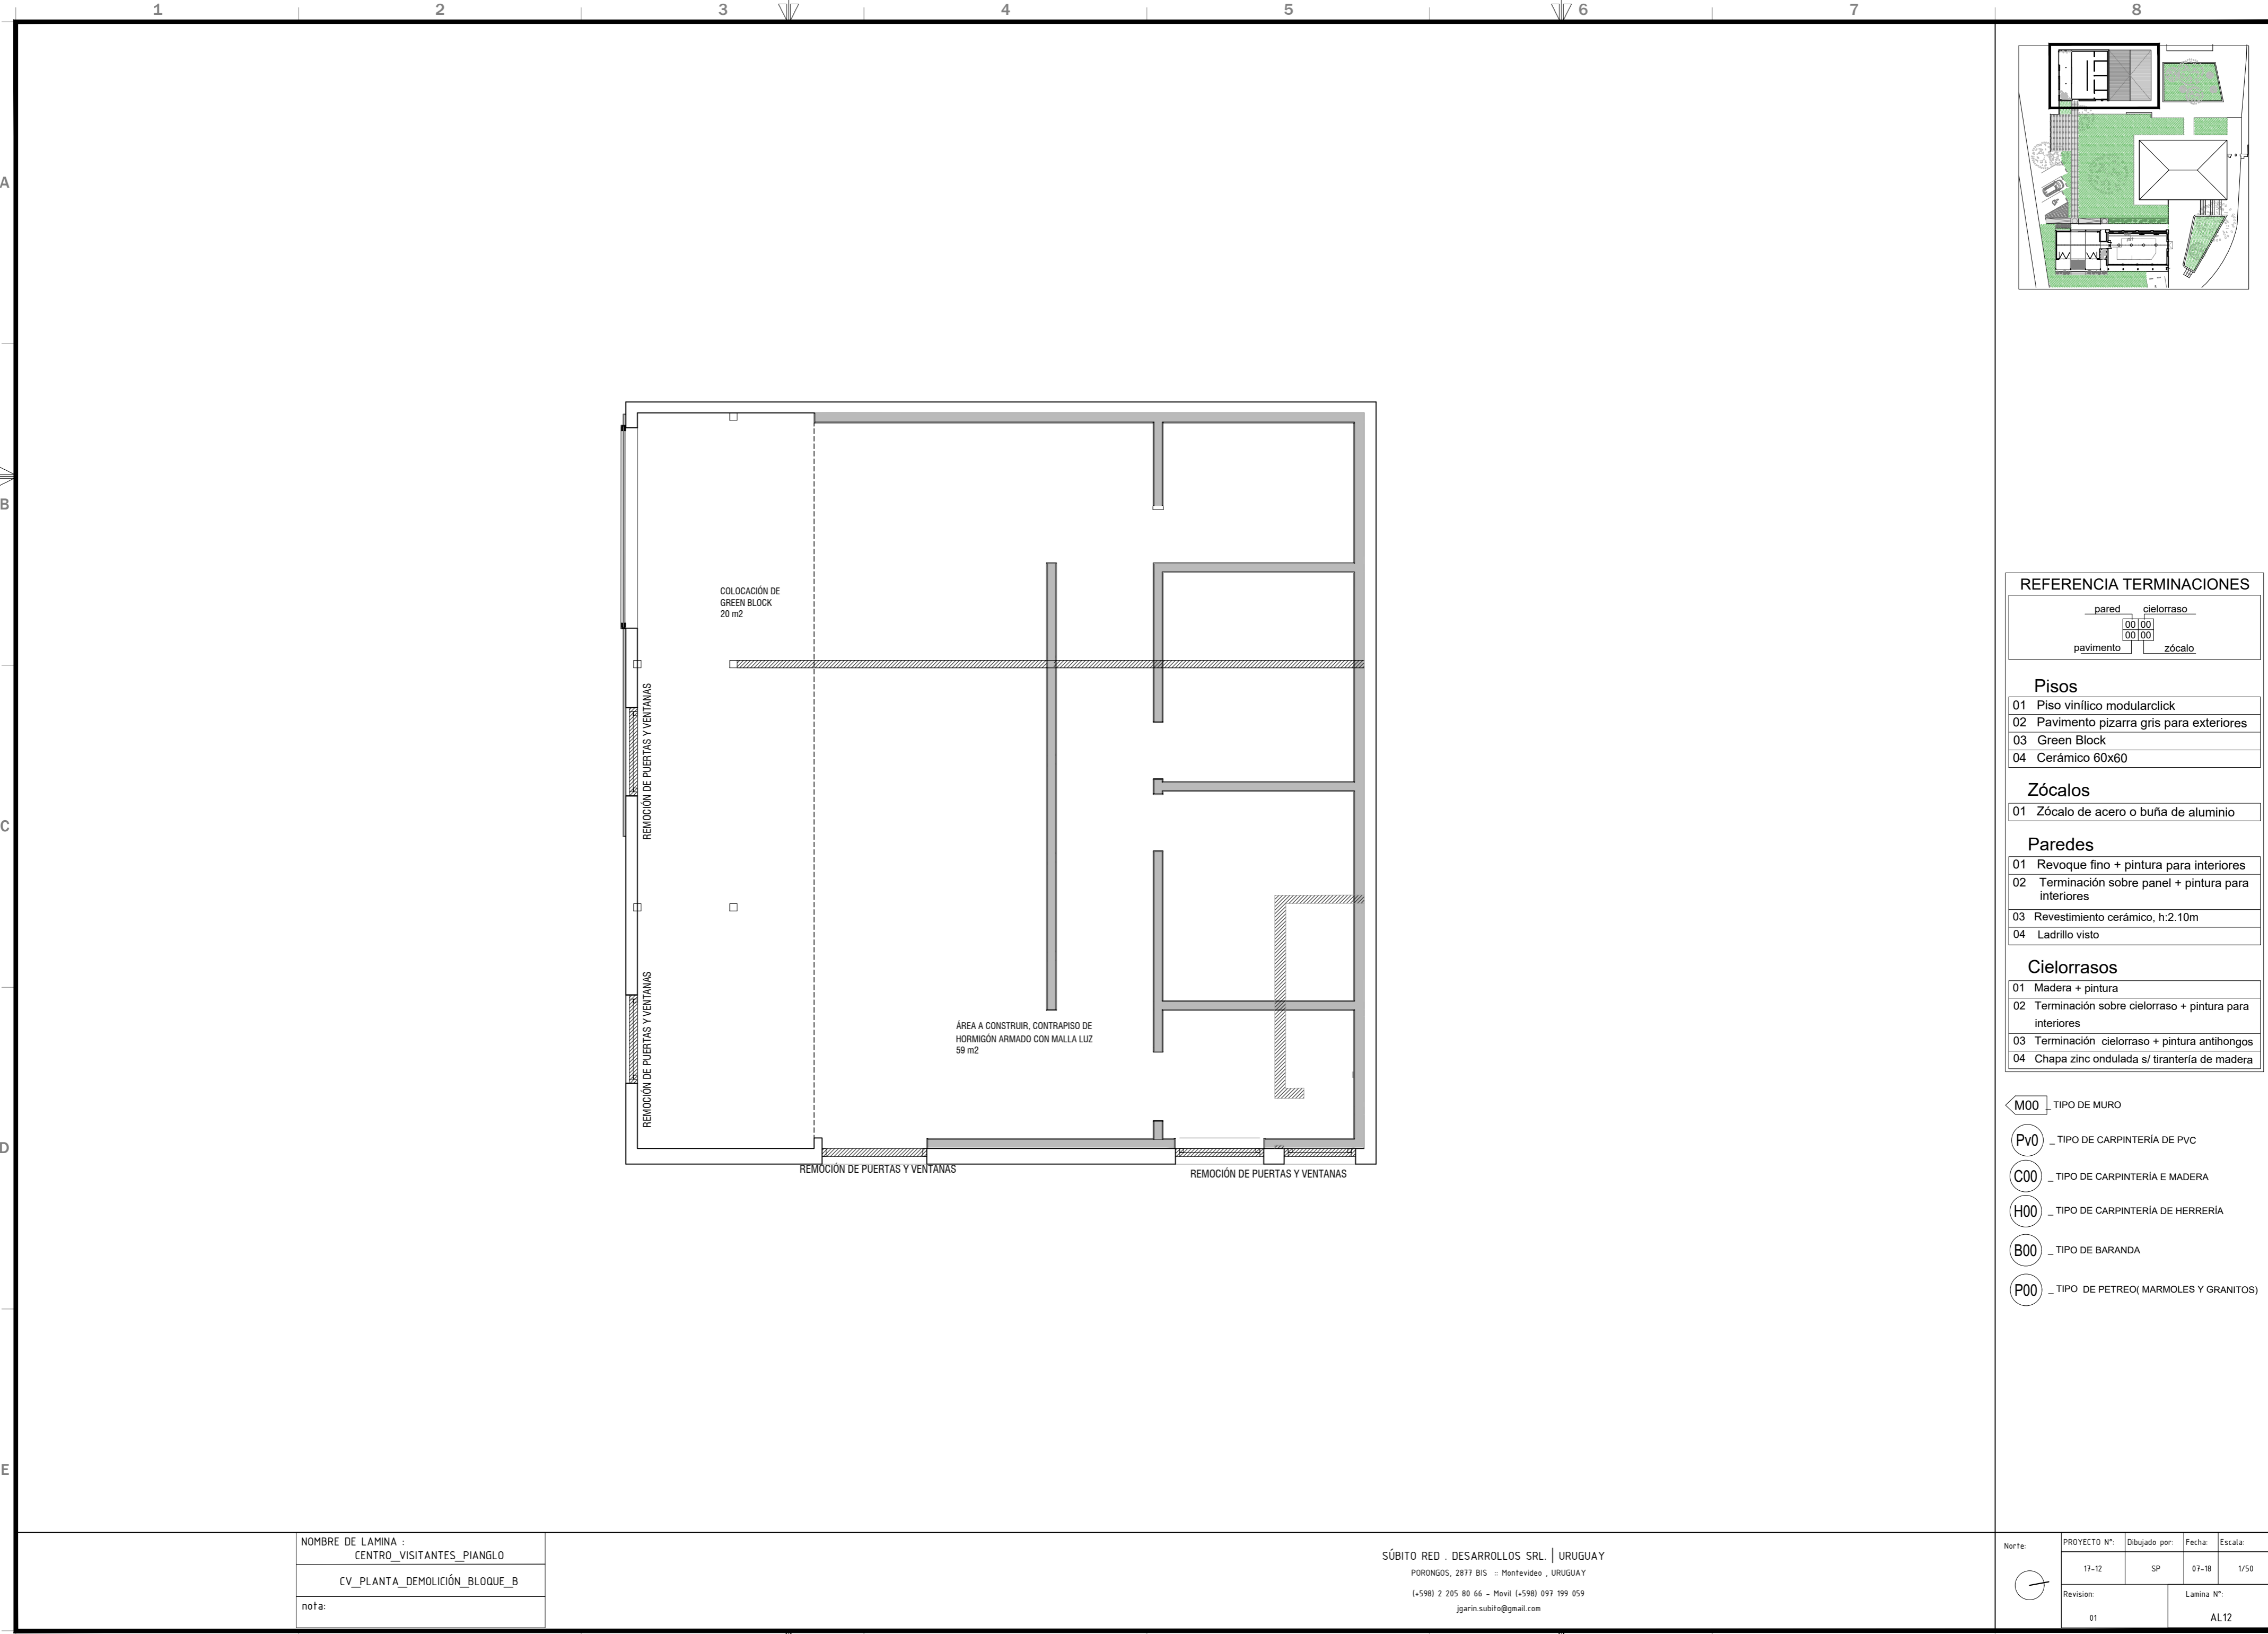 1 2 3 4 5 6 7 8
A
B
C
D
E
COLOCACIÓN DE
GREEN BLOCK
20 m2
REMOCIÓN DE PUERTAS Y VENTANAS
REMOCIÓN DE PUERTAS Y VENTANAS
ÁREA A CONSTRUIR, CONTRAPISO DE
HORMIGÓN ARMADO CON MALLA LUZ
59 m2
REMOCIÓN DE PUERTAS Y VENTANAS
REMOCIÓN DE PUERTAS Y VENTANAS
REFERENCIA TERMINACIONES
pared cielorraso
00 00
00 00
pavimento zócalo
Pisos
01 Piso vinílico modularclick
02 Pavimento pizarra gris para exteriores
03 Green Block
04 Cerámico 60x60
Zócalos
01 Zócalo de acero o buña de aluminio
Paredes
01 Revoque fino + pintura para interiores
02 Terminación sobre panel + pintura para
interiores
03 Revestimiento cerámico, h:2.10m
04 Ladrillo visto
Cielorrasos
01 Madera + pintura
02 Terminación sobre cielorraso + pintura para
interiores
03 Terminación cielorraso + pintura antihongos
04 Chapa zinc ondulada s/ tirantería de madera
M00 _ TIPO DE MURO
Pv0 _ TIPO DE CARPINTERÍA DE PVC
C00 _ TIPO DE CARPINTERÍA E MADERA
H00 _ TIPO DE CARPINTERÍA DE HERRERÍA
B00 _ TIPO DE BARANDA
P00 _ TIPO DE PETREO( MARMOLES Y GRANITOS)
NOMBRE DE LAMINA :
CENTRO_VISITANTES_PIANGLO
CV_PLANTA_DEMOLICIÓN_BLOQUE_B
nota:
SÚBITO RED . DESARROLLOS SRL. | URUGUAY
PORONGOS, 2877 BIS :: Montevideo , URUGUAY
(+598) 2 205 80 66 - Movil (+598) 097 199 059
jgarin.subito@gmail.com
Norte:
PROYECTO N°: Dibujado por: Fecha: Escala:
17-12 SP 07-18 1/50
Revision: Lamina N°:
01 AL12